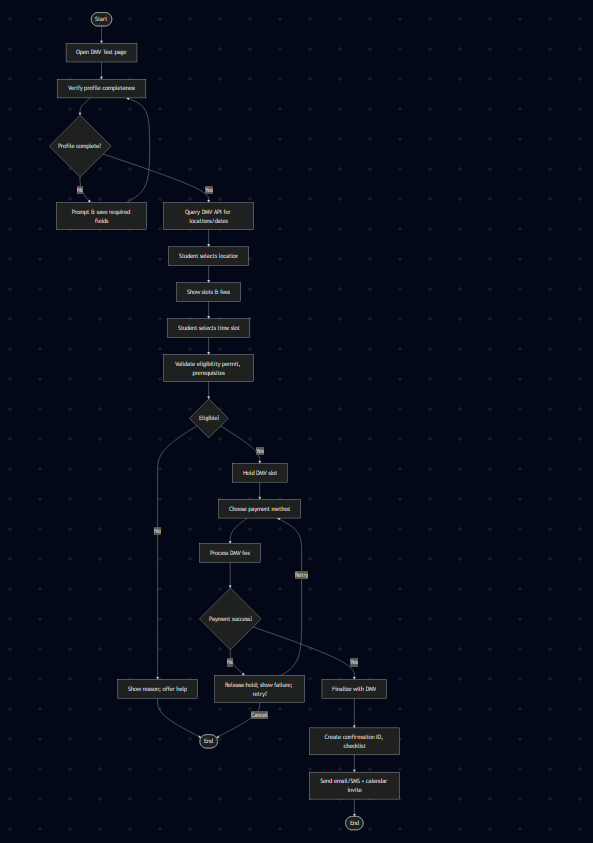 Start
Open DMV Test page
Verify profile completeness
Profile complete?
No
Yes
Prompt & save required
fields
Query DMV API for
locations/dates
Student selects location
Show slots & fees
Student selects time slot
Validate eligibility permit,
prerequisites
Eligible?
Yes
Hold DMV slot
Choose payment method
No
Process DMV fee
Retry
Payment success?
No
Yes
Show reason; offer help
Release hold; show failure;
retry?
Finalize with DMV
Cancel
End
Create confirmation ID,
checklist
Send email/SMS + calendar
invite
End